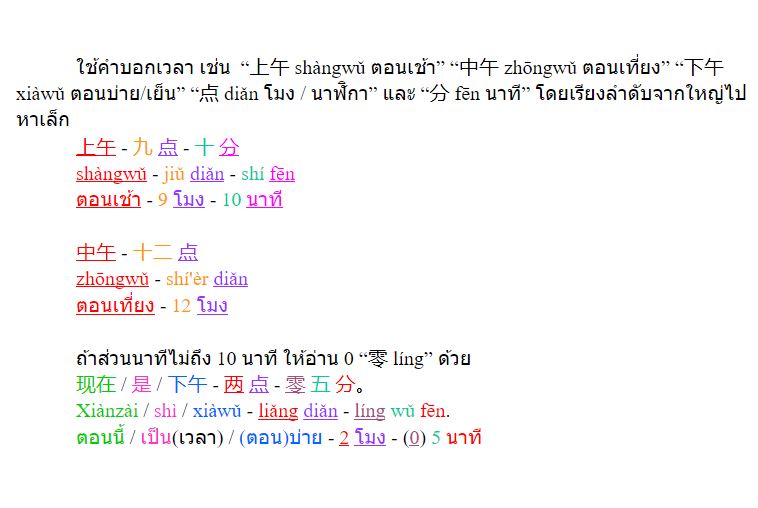 ใช้คำบอกเวลา เช่น “上午 shàngwǔ ตอนเช้า” “中午 zhōngwǔ ตอนเที่ยง” “下午
xiàwǔ ตอนบ่าย/เย็น” “点 diǎn โมง / นาฬิกา” และ “分 fēn นาที” โดยเรียงลำดับจากใหญ่ไป
หาเล็ก
上午 - 九 点 - 十 分
shàngwǔ - jiǔ diǎn - shí fēn
ตอนเช้า - 9 โมง - 10 นาที
中午 - 十二 点
zhōngwǔ - shí'èr diǎn
ตอนเที่ยง - 12 โมง
ถ้าส่วนนาทีไม่ถึง 10 นาที ให้อ่าน 0 “零 líng” ด้วย
现在 / 是 / 下午 - 两 点 - 零 五 分。
Xiànzài / shì / xiàwǔ - liǎng diǎn - líng wǔ fēn.
ตอนนี้ / เป็น(เวลา) / (ตอน)บ่าย - 2 โมง - (0) 5 นาที